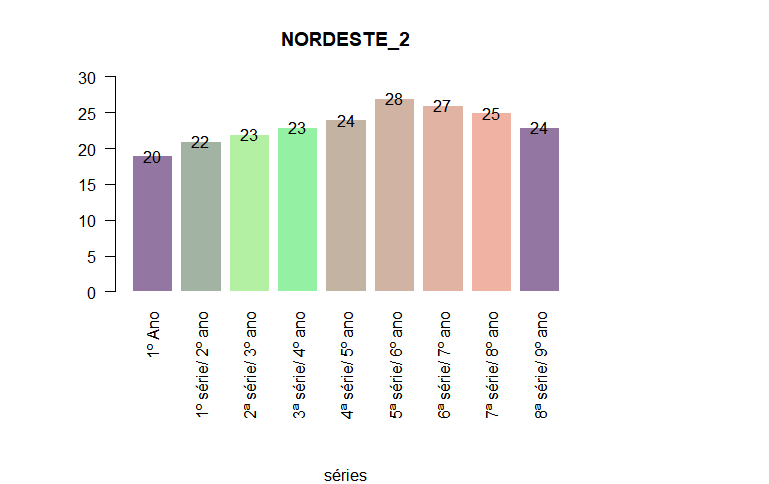 NORDESTE_2
30
25
20
15
10
5
0
20 22 23 23 24 28 27 25 24
1º Ano
1º série/ 2º ano
2ª série/ 3º ano
3ª série/ 4º ano
4ª série/ 5º ano
5ª série/ 6º ano
6ª série/ 7º ano
7ª série/ 8º ano
8ª série/ 9º ano
séries